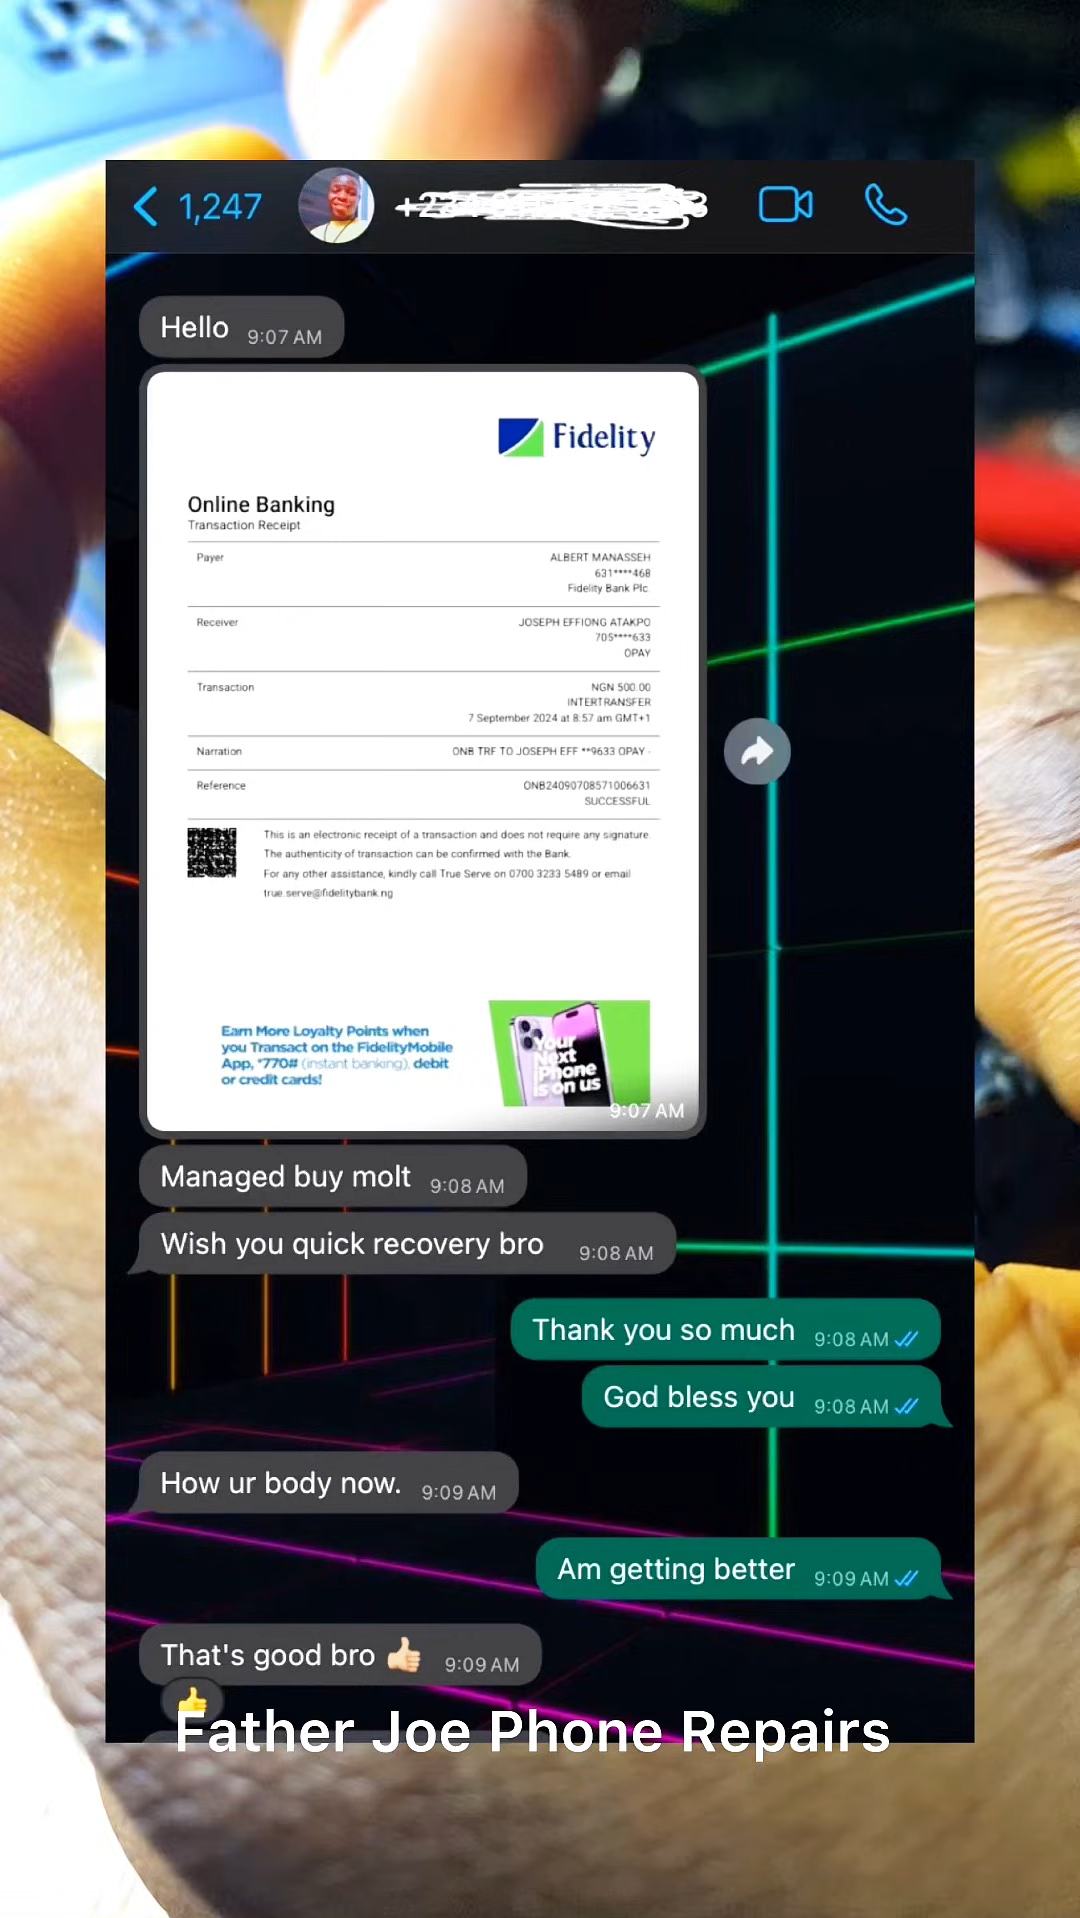 1,247
Hello 9:07 AM
Fidelity
Online Banking
Transaction Receipt
Payer
ALBERT MANASSEH
631****468
Fidelity Bank Plc.
Receiver
JOSEPH EFFIONG ATAKPO
705****633
OPAY
Transaction
NGN 500.00
INTERTRANSFER
7 September 2024 at 8:57 am GMT+1
Narration
ONB TRF TO JOSEPH EFF **9633 OPAY -
Reference
ONB24090708571006631
SUCCESSFUL
This is an electronic receipt of a transaction and does not require any signature.
The authenticity of transaction can be confirmed with the Bank.
For any other assistance, kindly call True Serve on 0700 3233 5489 or email
true.serve@fidelitybank.ng
Earn More Loyalty Points when
you Transact on the FidelityMobile
App, *770# (instant banking), debit
or credit cards!
Your
Next
Phone
is on us
9:07 AM
Managed buy molt 9:08 AM
Wish you quick recovery bro 9:08 AM
Thank you so much 9:08 AM
God bless you 9:08 AM
How ur body now. 9:09 AM
Am getting better 9:09 AM
That's good bro 👍🏻 9:09 AM
👍
Father Joe Phone Repairs